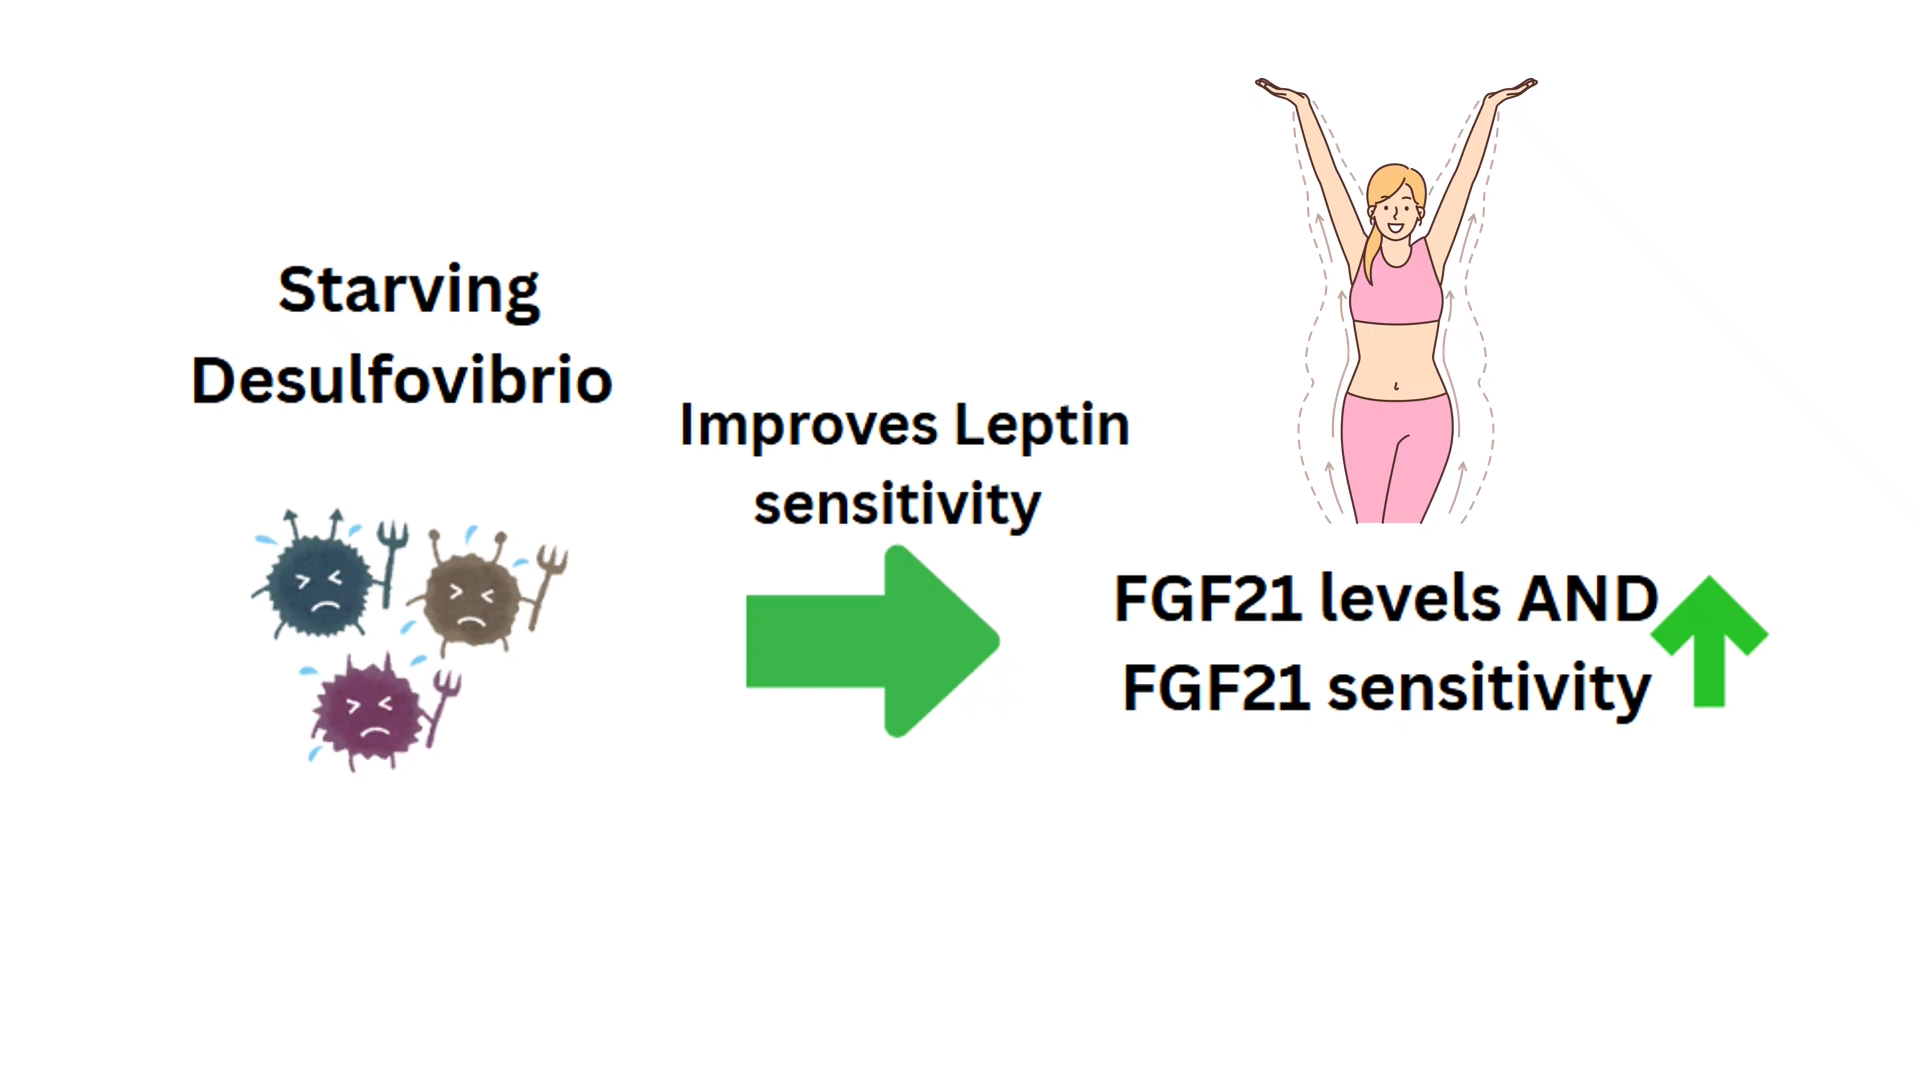 Starving
Desulfovibrio
Improves Leptin
sensitivity
FGF21 levels AND
FGF21 sensitivity